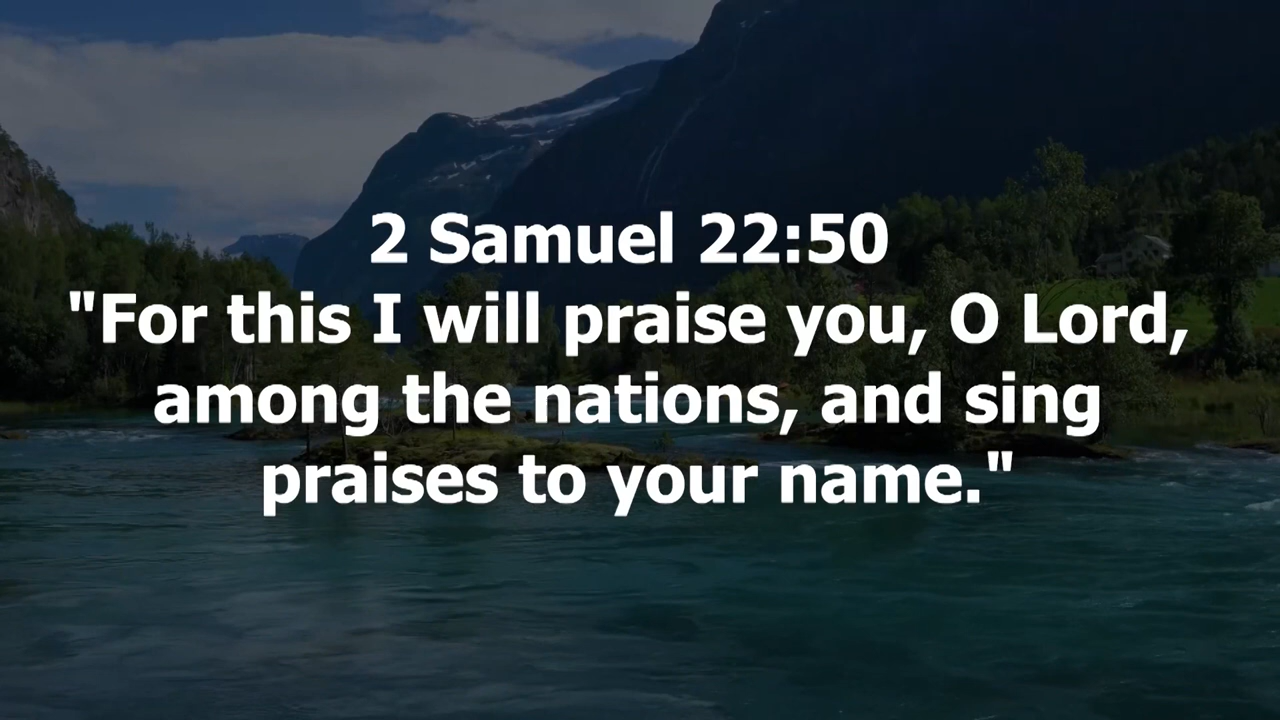 2 Samuel 22:50
"For this I will praise you, O Lord,
among the nations, and sing
praises to your name."